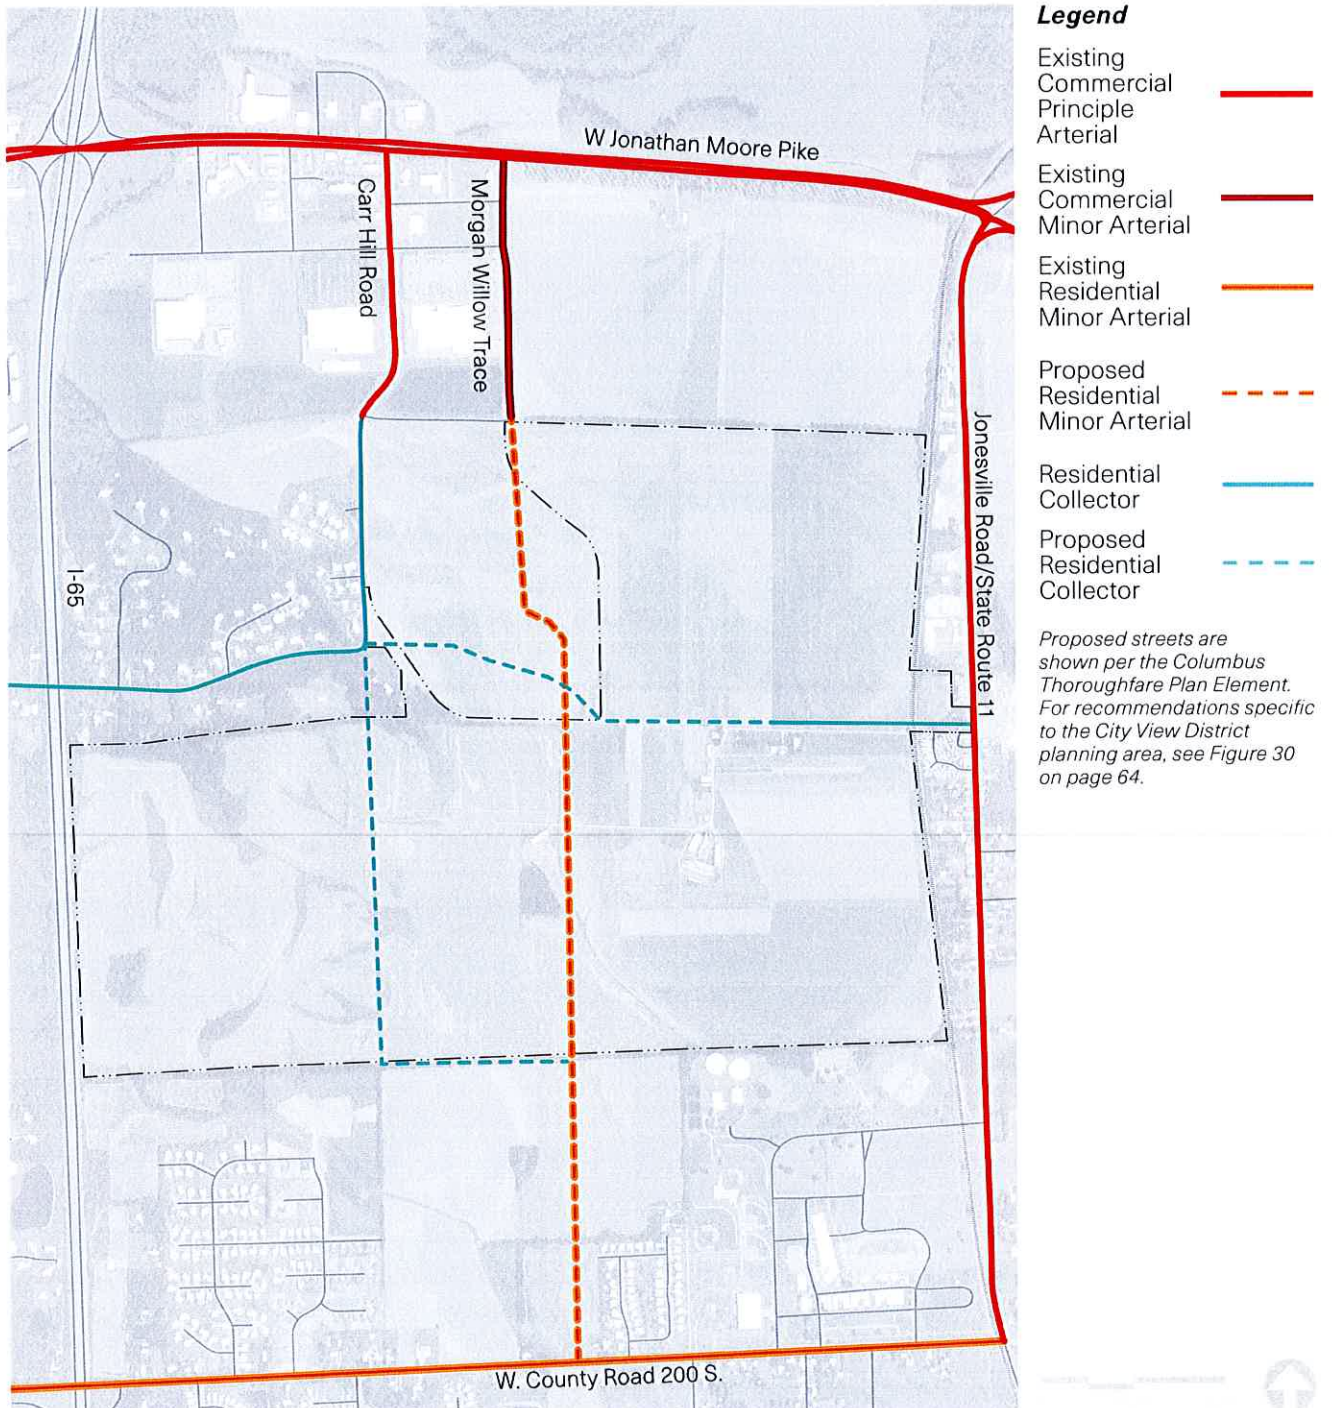 Legend
Existing
Commercial
Principle
Arterial
Existing
Commercial
Minor Arterial
Existing
Residential
Minor Arterial
Proposed
Residential
Minor Arterial
Residential
Collector
Proposed
Residential
Collector
Proposed streets are
shown per the Columbus
Thoroughfare Plan Element.
For recommendations specific
to the City View District
planning area, see Figure 30
on page 64.
W Jonathan Moore Pike
Carr Hill Road
Morgan Willow Trace
Jonesville Road/State Route 11
I-65
W. County Road 200 S.